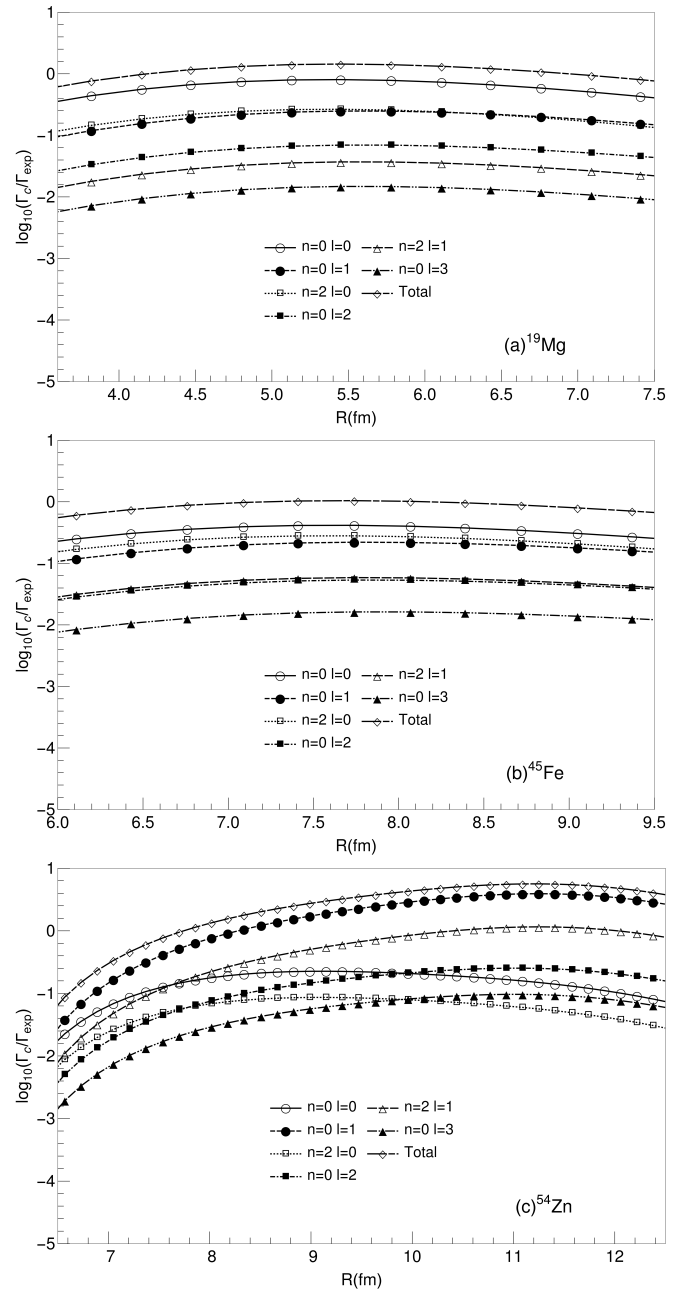 1
0
−1
−2
−3
−4
−5
log₁₀(Γc/Γexp)
n=0 l=0
n=0 l=1
n=2 l=0
n=0 l=2
n=2 l=1
n=0 l=3
Total
(a)¹⁹Mg
4.0 4.5 5.0 5.5 6.0 6.5 7.0 7.5
R(fm)
1
0
−1
−2
−3
−4
−5
log₁₀(Γc/Γexp)
n=0 l=0
n=0 l=1
n=2 l=0
n=0 l=2
n=2 l=1
n=0 l=3
Total
(b)⁴⁵Fe
6.0 6.5 7.0 7.5 8.0 8.5 9.0 9.5
R(fm)
1
0
−1
−2
−3
−4
−5
log₁₀(Γc/Γexp)
n=0 l=0
n=0 l=1
n=2 l=0
n=0 l=2
n=2 l=1
n=0 l=3
Total
(c)⁵⁴Zn
7 8 9 10 11 12
R(fm)